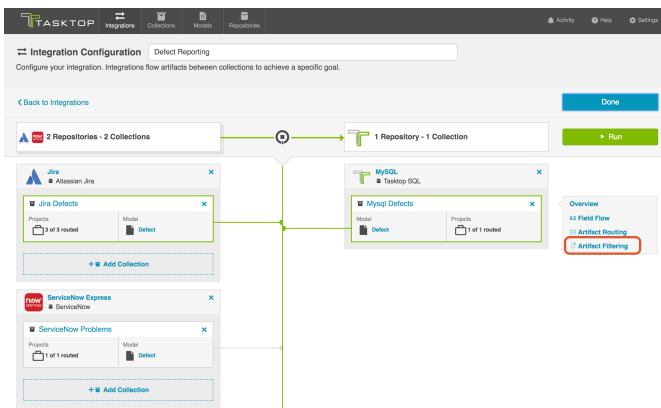 TASKTOP
Integrations
Collections
Models
Repositories
Activity
Help
Settings
Integration Configuration
Defect Reporting
Configure your integration. Integrations flow artifacts between collections to achieve a specific goal.
Back to Integrations
Done
now
2 Repositories - 2 Collections
1 Repository - 1 Collection
Run
Jira
Atlassian Jira
MySQL
Tasktop SQL
Jira Defects
Projects
Model
3 of 3 routed
Defect
Add Collection
Mysql Defects
Model
Projects
Defect
1 of 1 routed
Overview
Field Flow
Artifact Routing
Artifact Filtering
now
ServiceNow Express
ServiceNow
ServiceNow Problems
Projects
Model
1 of 1 routed
Defect
Add Collection